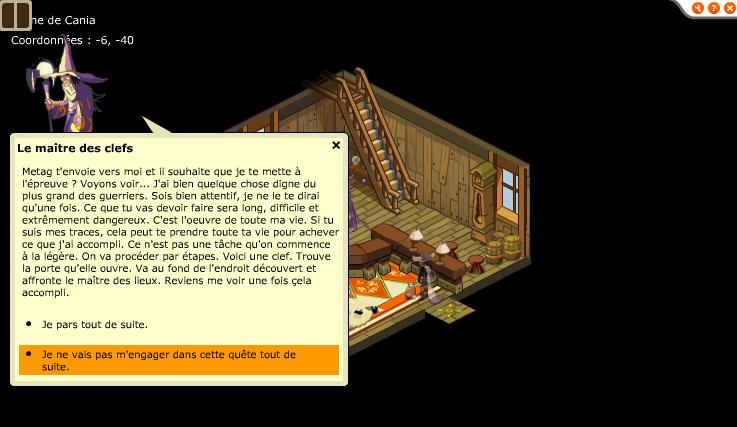 ne de Cania
Coordonnées : -6, -40
Le maître des clefs
Metag t'envoie vers moi et il souhaite que je te mette à
l'épreuve ? Voyons voir... J'ai bien quelque chose digne du
plus grand des guerriers. Sois bien attentif, je ne le te dirai
qu'une fois. Ce que tu vas devoir faire sera long, difficile et
extrêmement dangereux. C'est l'oeuvre de toute ma vie. Si tu
suis mes traces, cela peut te prendre toute ta vie pour achever
ce que j'ai accompli. Ce n'est pas une tâche qu'on commence
à la légère. On va procéder par étapes. Voici une clef. Trouve
la porte qu'elle ouvre. Va au fond de l'endroit découvert et
affronte le maître des lieux. Reviens me voir une fois çela
accompli.
• Je pars tout de suite.
• Je ne vais pas m'engager dans cette quête tout de
suite.